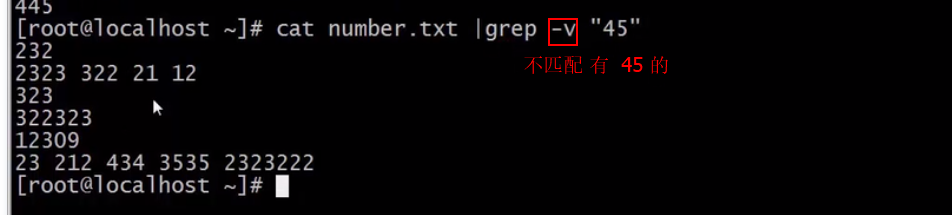 445
[root@localhost ~]# cat number.txt |grep -v "45"
不匹配 有 45 的
232
2323 322 21 12
323
322323
12309
23 212 434 3535 2323222
[root@localhost ~]#